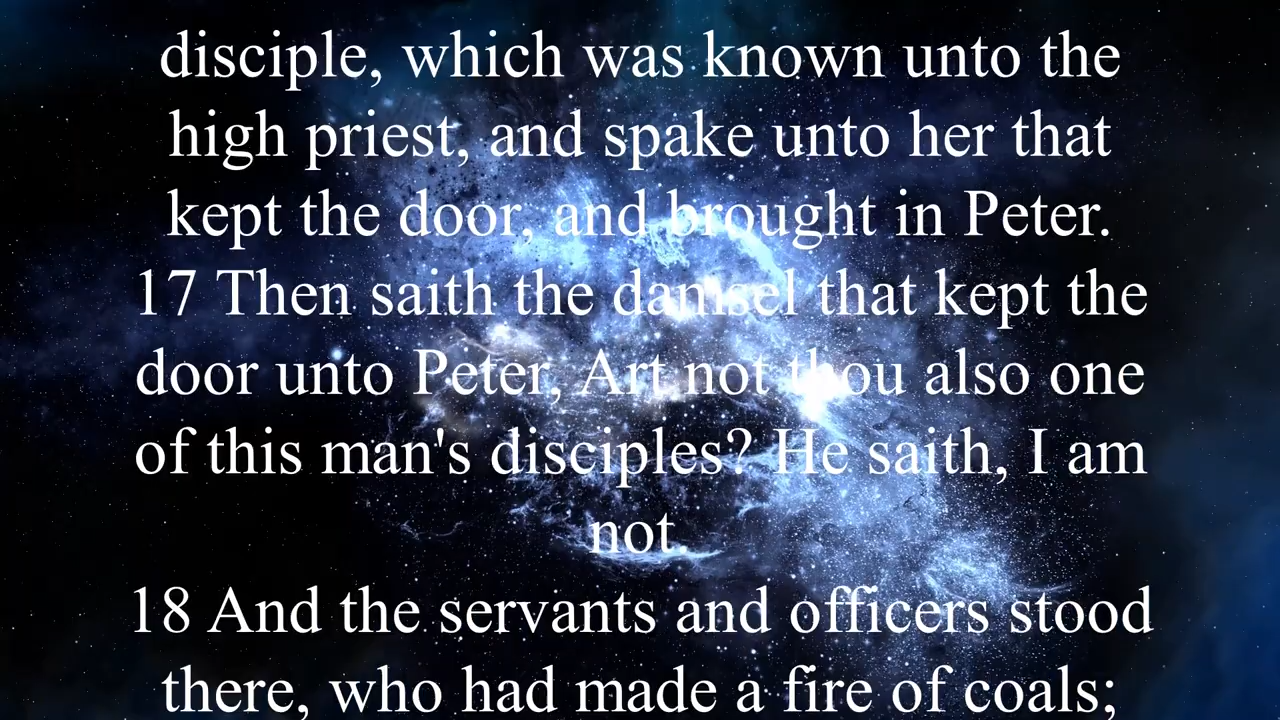 disciple, which was known unto the
high priest, and spake unto her that
kept the door, and brought in Peter.
17 Then saith the damsel that kept the
door unto Peter, Art not thou also one
of this man's disciples? He saith, I am
not.
18 And the servants and officers stood
there, who had made a fire of coals;